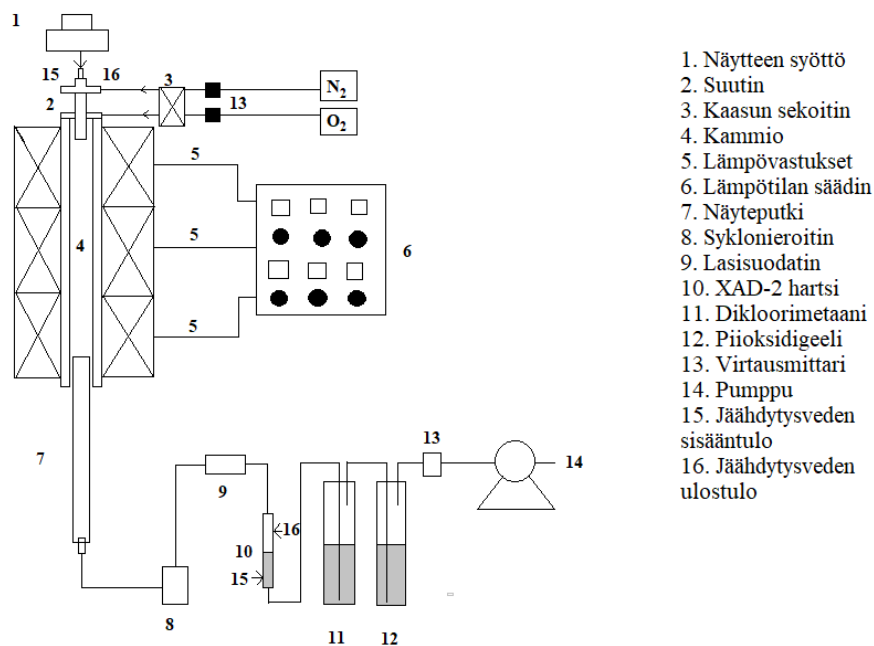 1
15
16
3
N2
2
13
O2
5
4
5
6
5
7
9
13
14
16
10
15
8
11
12
1. Näytteen syöttö
2. Suutin
3. Kaasun sekoitin
4. Kammio
5. Lämpövastukset
6. Lämpötilan säädin
7. Näyteputki
8. Syklonieroitin
9. Lasisuodatin
10. XAD-2 hartsi
11. Dikloorimetaani
12. Piioksidigeeli
13. Virtausmittari
14. Pumppu
15. Jäähdytysveden
sisääntulo
16. Jäähdytysveden
ulostulo